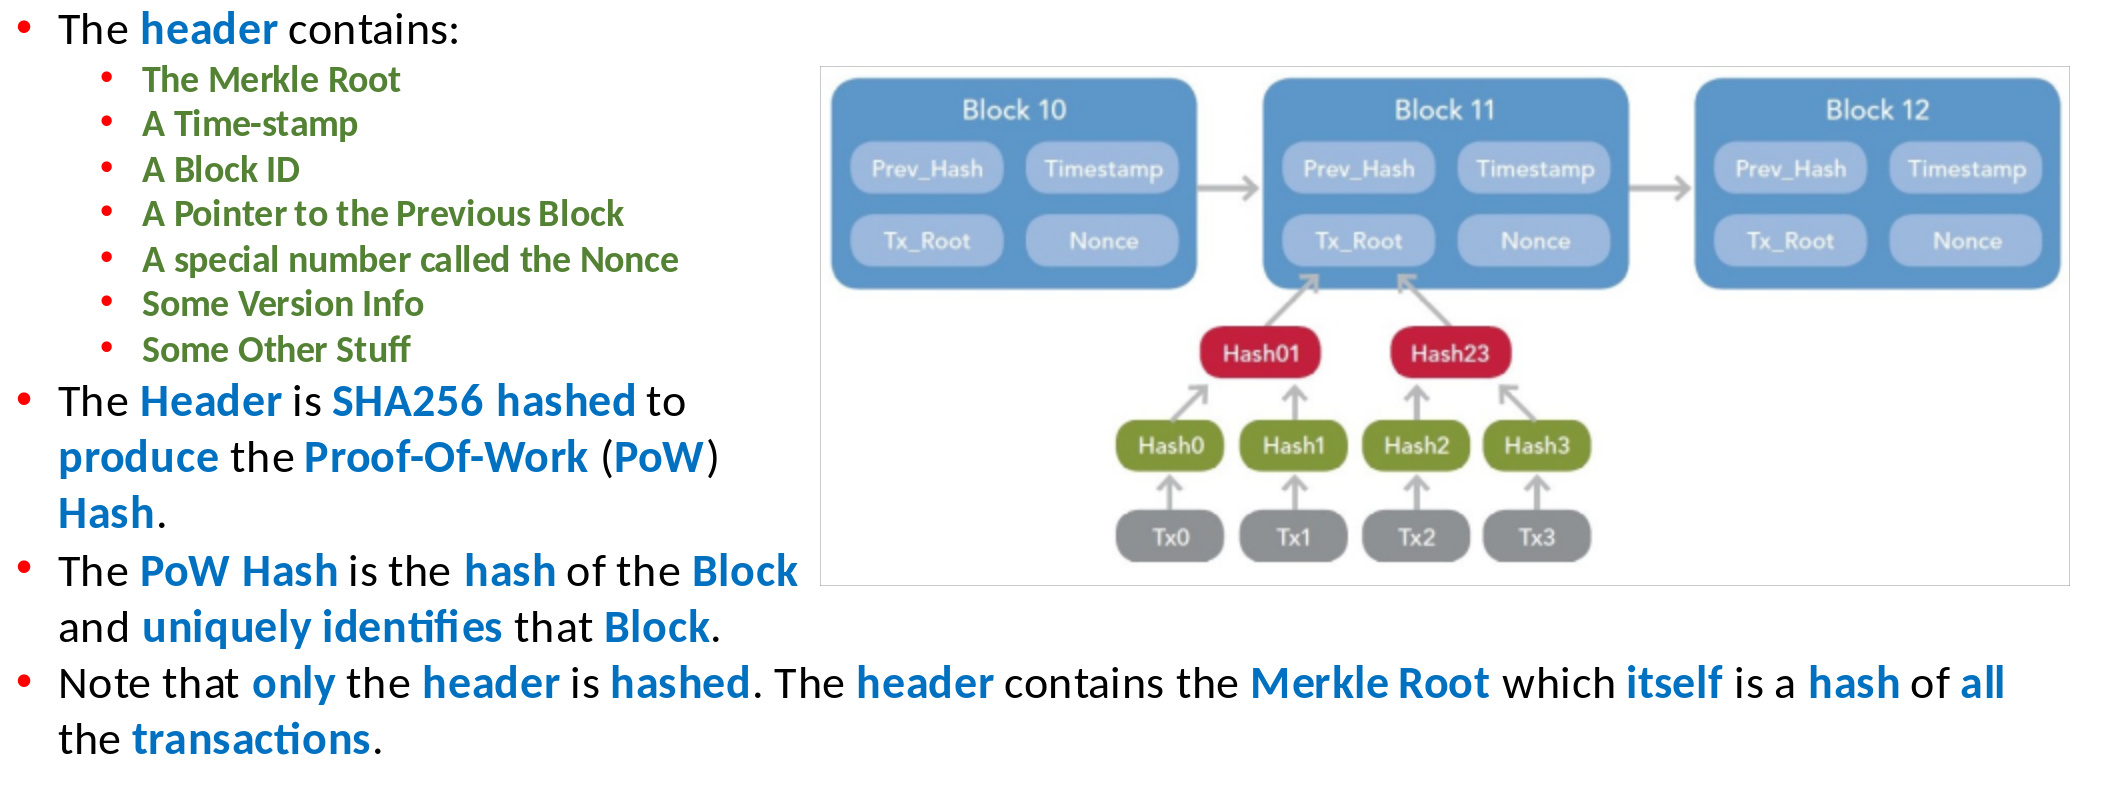 • The header contains:
• The Merkle Root
• A Time-stamp
• A Block ID
• A Pointer to the Previous Block
• A special number called the Nonce
• Some Version Info
• Some Other Stuff
• The Header is SHA256 hashed to
produce the Proof-Of-Work (PoW)
Hash.
• The PoW Hash is the hash of the Block
and uniquely identifies that Block.
• Note that only the header is hashed. The header contains the Merkle Root which itself is a hash of all
the transactions.
Block 10 Block 11 Block 12
Prev_Hash Timestamp Prev_Hash Timestamp Prev_Hash Timestamp
Tx_Root Nonce Tx_Root Nonce Tx_Root Nonce
Hash01 Hash23
Hash0 Hash1 Hash2 Hash3
Tx0 Tx1 Tx2 Tx3